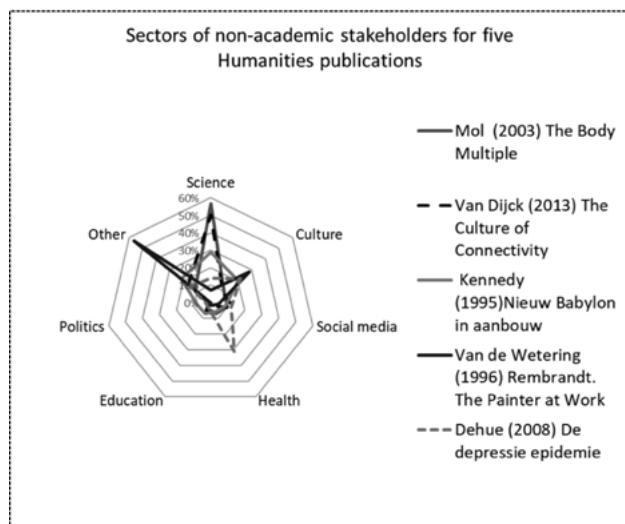 Sectors of non-academic stakeholders for five
Humanities publications
Science
60%
50%
40%
30%
20%
10%
0%
Culture
Social media
Health
Education
Politics
Other
Mol (2003) The Body
Multiple
Van Dijck (2013) The
Culture of
Connectivity
Kennedy
(1995)Nieuw Babylon
in aanbouw
Van de Wetering
(1996) Rembrandt.
The Painter at Work
Dehue (2008) De
depressie epidemie